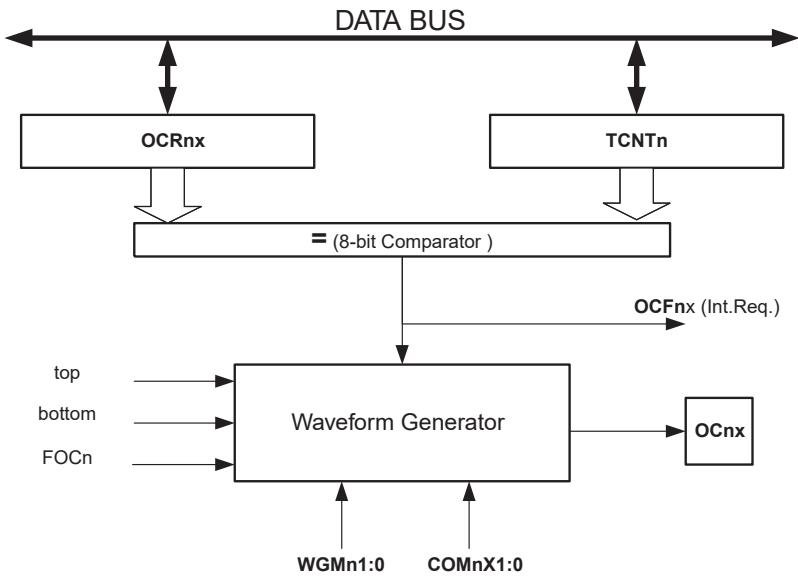 DATA BUS
OCRnx
TCNTn
= (8-bit Comparator )
OCFnx (Int.Req.)
top
bottom
FOCn
Waveform Generator
OCnx
WGMn1:0
COMnX1:0